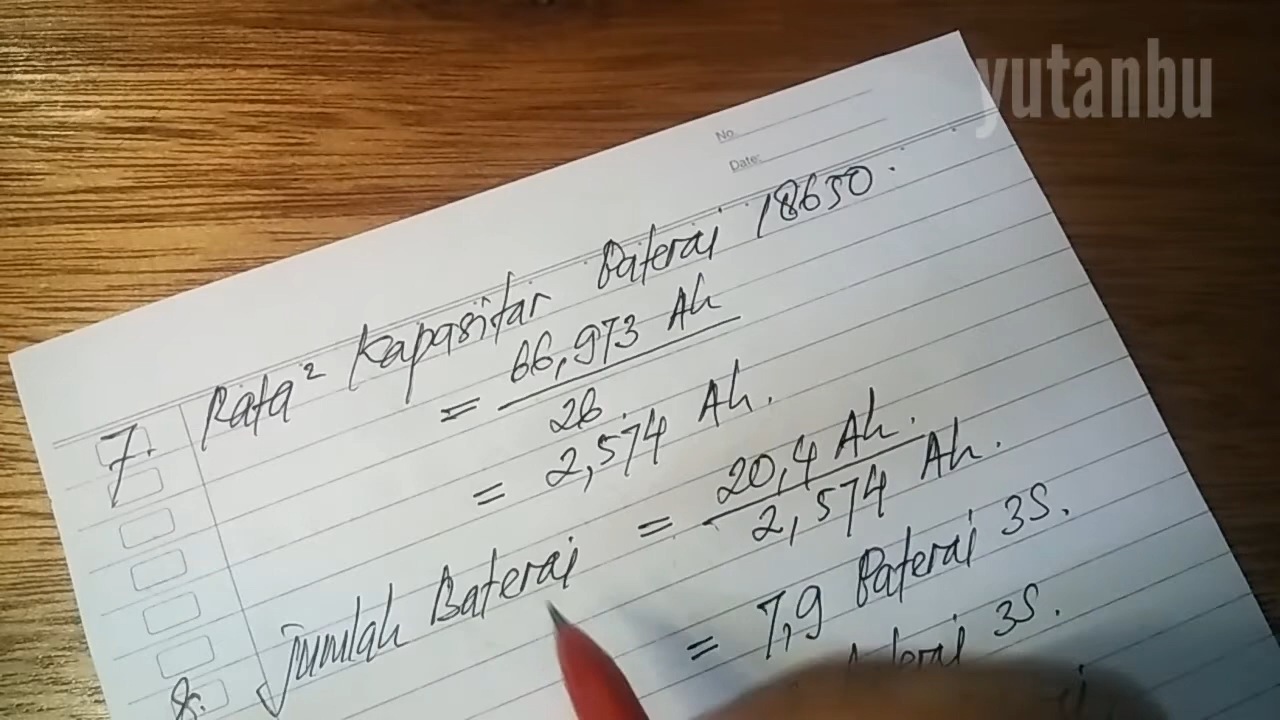 yutanbu
No
Date:
7. Rata² Kapasitas Baterai 18650.
= 66,973 Ah
26
= 2,574 Ah.
8. Jumlah Baterai = 20,4 Ah.
2,574 Ah.
= 7,9 Baterai 3S.
3S.